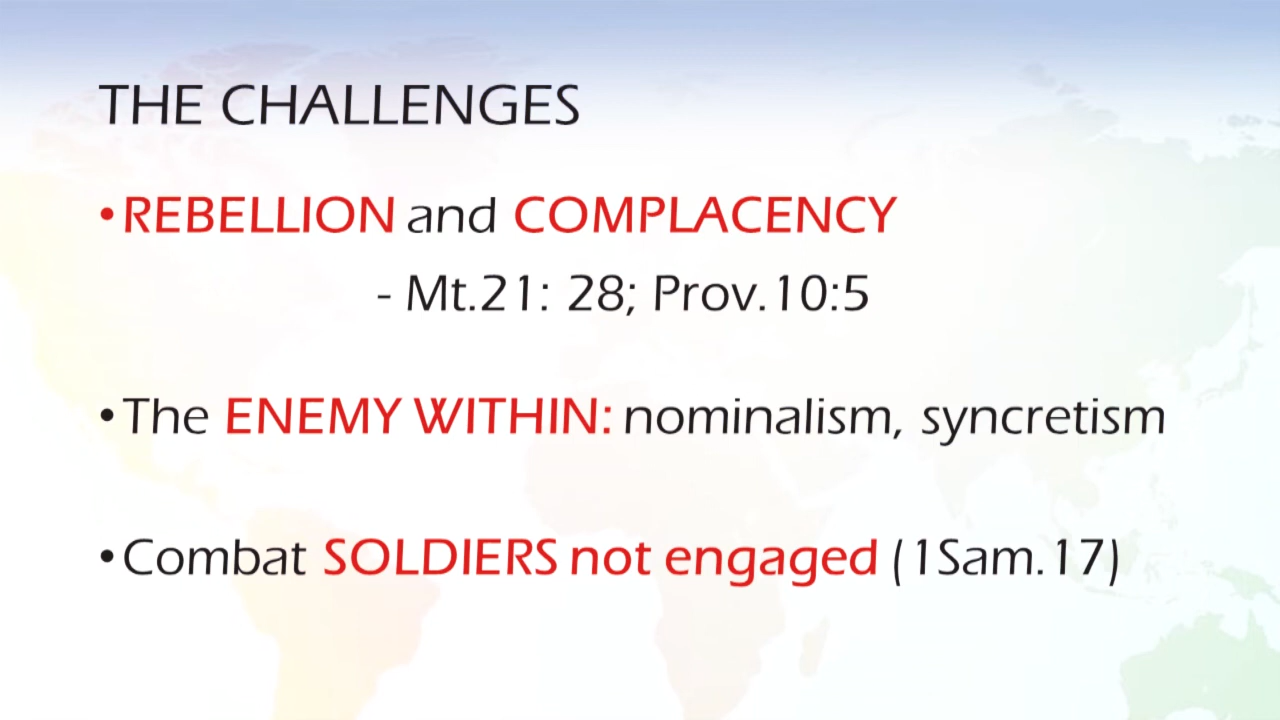 THE CHALLENGES
• REBELLION and COMPLACENCY
- Mt.21: 28; Prov.10:5
• The ENEMY WITHIN: nominalism, syncretism
• Combat SOLDIERS not engaged (1Sam.17)